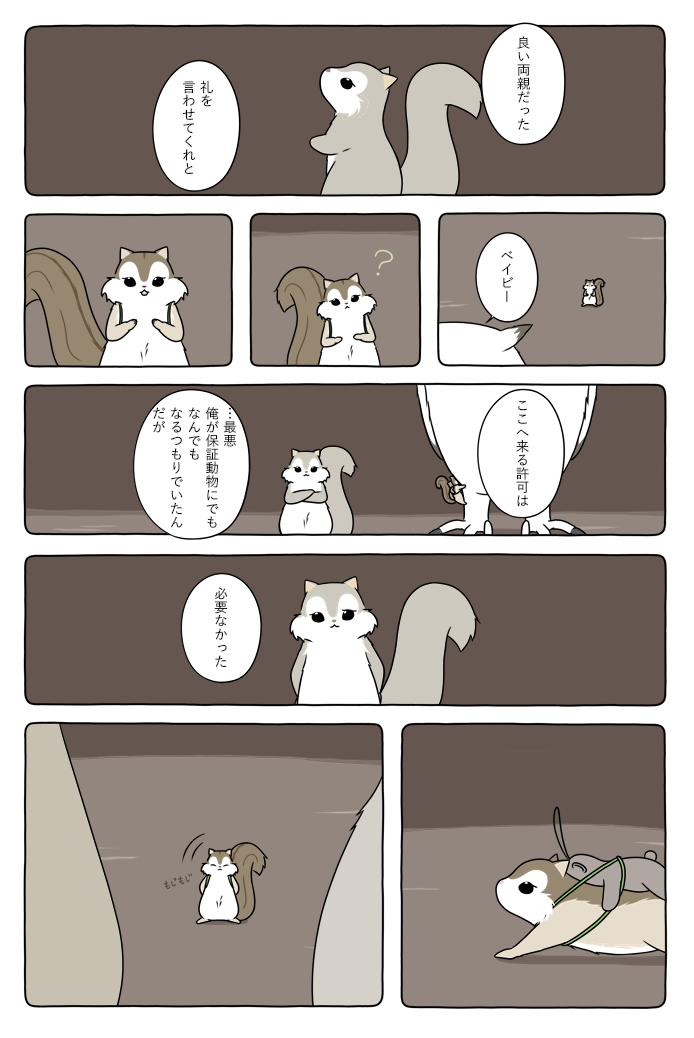 良い両親だった
礼を
言わせてくれと
ベイビー
?
ここへ来る許可は
…最悪
俺が保証動物にでも
なんでも
なるつもりでいたん
だが
必要なかった
もじもじ